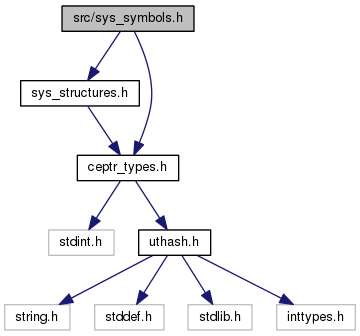 src/sys_symbols.h
sys_structures.h
ceptr_types.h
stdint.h
uthash.h
string.h
stddef.h
stdlib.h
inttypes.h